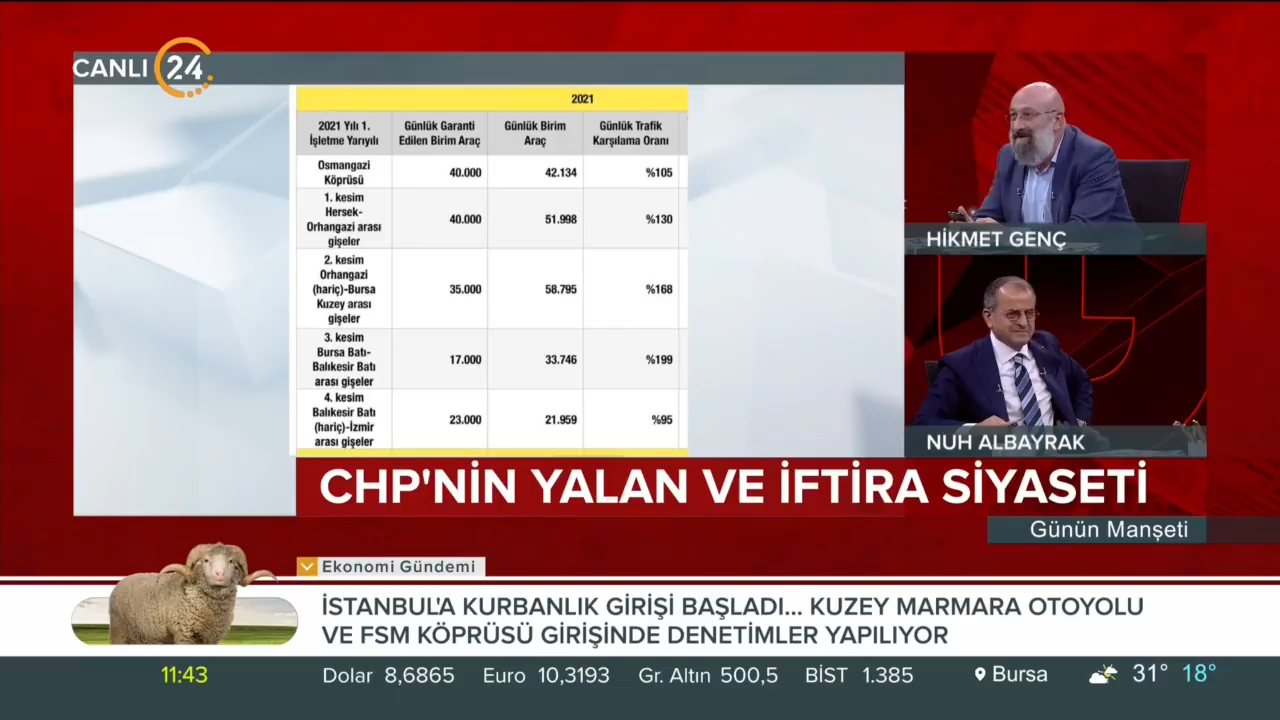 CANLI 24
2021
2021 Yılı 1.
İşletme Yarıyılı
Günlük Garanti
Edilen Birim Araç
Günlük Birim
Araç
Günlük Trafik
Karşılama Oranı
Osmangazi
Köprüsü
40.000
42.134
%105
1. kesim
Hersek-
Orhangazi arası
gişeler
40.000
51.998
%130
2. kesim
Orhangazi
(hariç)-Bursa
Kuzey arası
gişeler
35.000
58.795
%168
3. kesim
Bursa Batı-
Balıkesir Batı
arası gişeler
17.000
33.746
%199
4. kesim
Balıkesir Batı
(hariç)-İzmir
arası gişeler
23.000
21.959
%95
HİKMET GENÇ
NUH ALBAYRAK
CHP'NİN YALAN VE İFTİRA SİYASETİ
Günün Manşeti
Ekonomi Gündemi
İSTANBUL'A KURBANLIK GİRİŞİ BAŞLADI... KUZEY MARMARA OTOYOLU
VE FSM KÖPRÜSÜ GİRİŞİNDE DENETİMLER YAPILIYOR
11:43 Dolar 8,6865 Euro 10,3193 Gr. Altın 500,5 BİST 1.385 Bursa 31° 18°